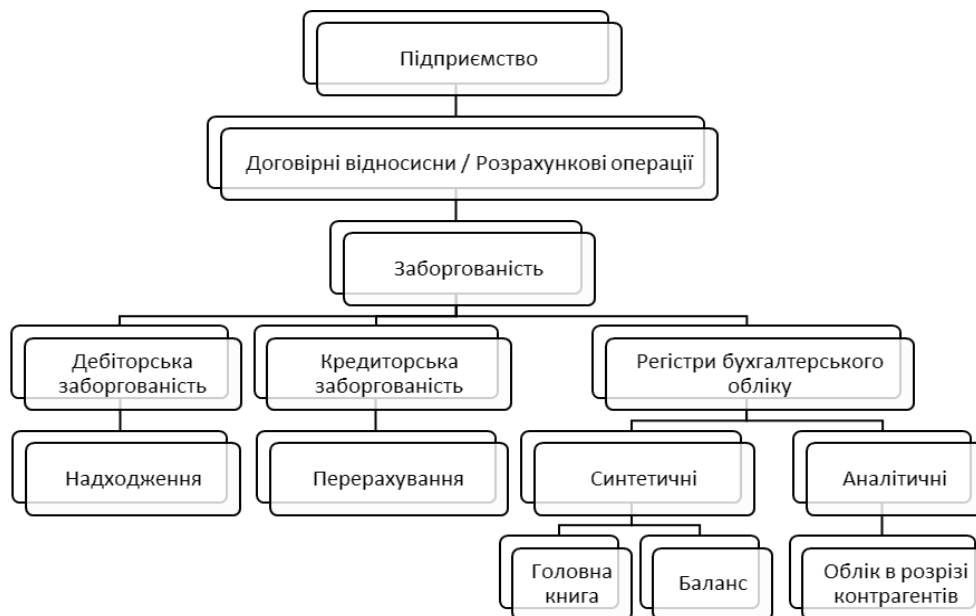 Підприємство
Договірні відносисни / Розрахункові операції
Заборгованість
Дебіторська
заборгованість
Кредиторська
заборгованість
Регістри бухгалтерського
обліку
Надходження
Перерахування
Синтетичні
Аналітичні
Головна
книга
Баланс
Облік в розрізі
контрагентів